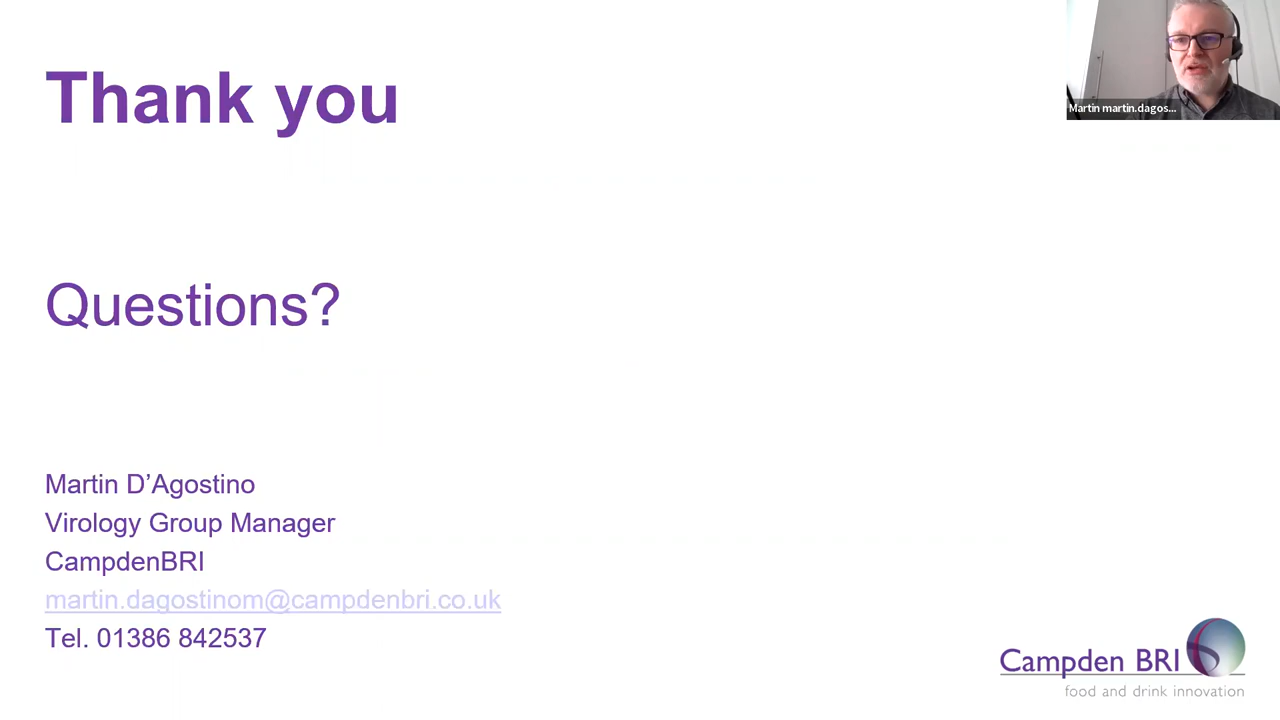 Thank you
Martin martin.dagos...
Questions?
Martin D’Agostino
Virology Group Manager
CampdenBRI
martin.dagostinom@campdenbri.co.uk
Tel. 01386 842537
Campden BRI
food and drink innovation